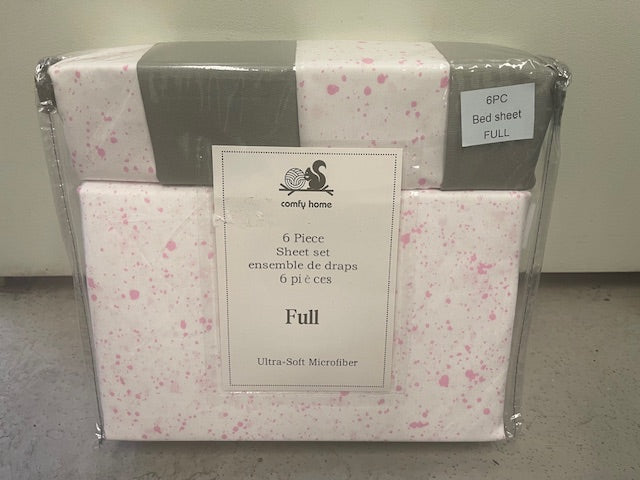 6PC
Bed sheet
FULL
comfy home
6 Piece
Sheet set
ensemble de draps
6 pi è ces
Full
Ultra-Soft Microfiber